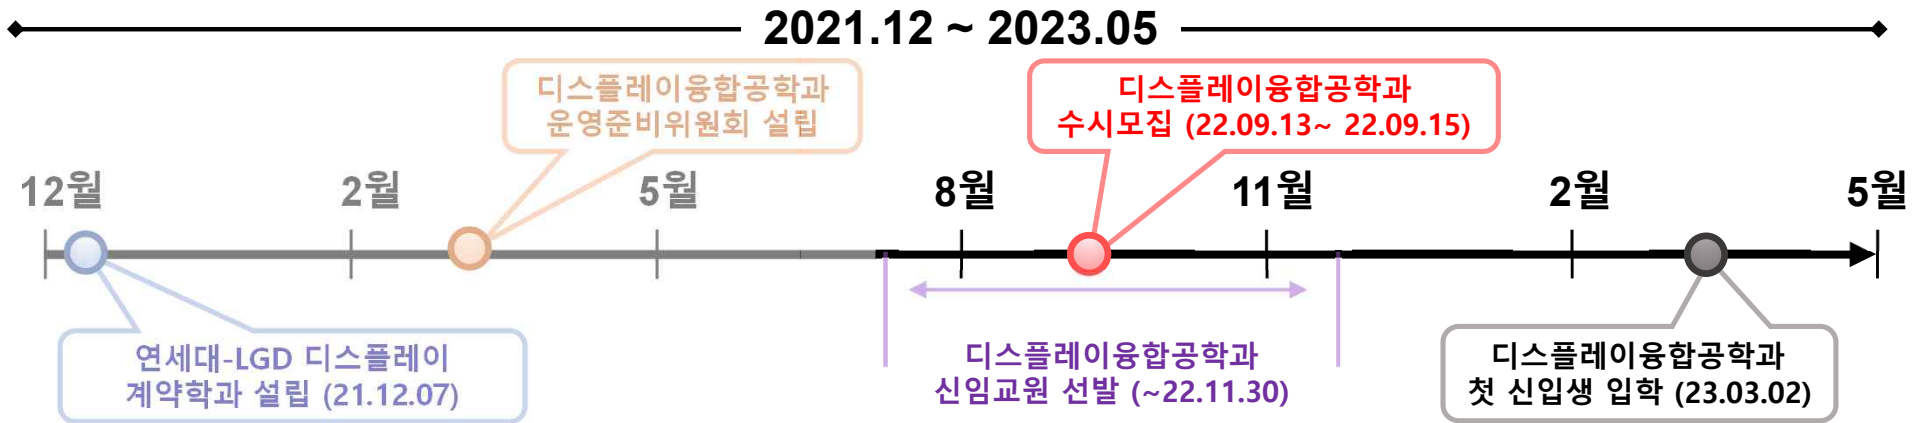 2021.12 ~ 2023.05
디스플레이융합공학과
운영준비위원회 설립
디스플레이융합공학과
수시모집 (22.09.13~ 22.09.15)
12월
2월
5월
8월
11월
2월
5월
연세대-LGD 디스플레이
계약학과 설립 (21.12.07)
디스플레이융합공학과
신임교원 선발 (~22.11.30)
디스플레이융합공학과
첫 신입생 입학 (23.03.02)